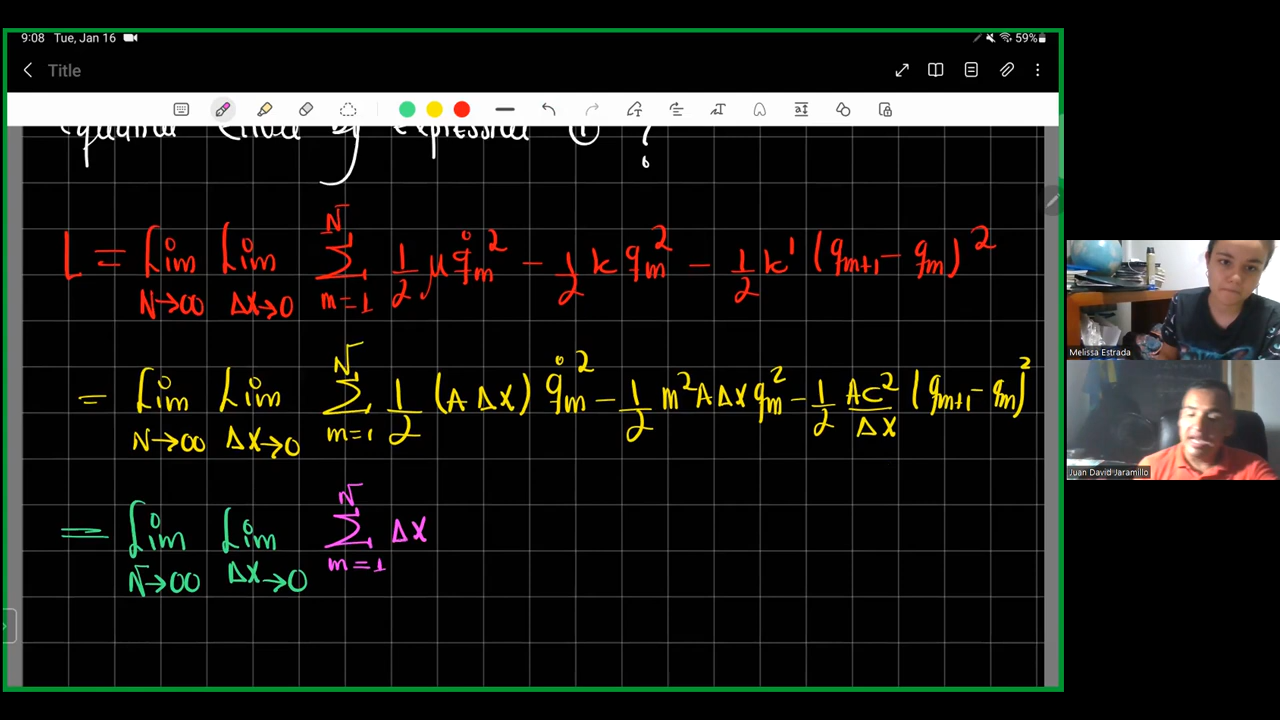 9:08 Tue, Jan 16 59%
Title
expression ① ?
L = Lim N→∞ Lim Δx→0 Σ_{m=1}^{N} 1/2 μ q̇_m^2 - 1/2 k q_m^2 - 1/2 k' (q_{m+1} - q_m)^2
= Lim N→∞ Lim Δx→0 Σ_{m=1}^{N} 1/2 (A Δx) q̇_m^2 - 1/2 m^2 A Δx q_m^2 - 1/2 Ac^2/Δx (q_{m+1} - q_m)^2
= Lim N→∞ Lim Δx→0 Σ_{m=1}^{N} Δx
Melissa Estrada
Juan David Jaramillo